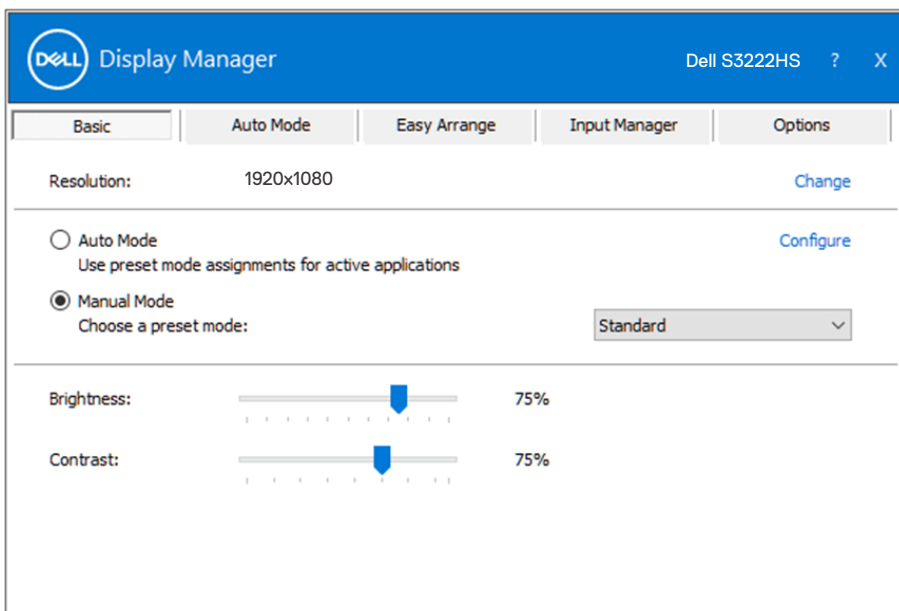 DELL Display Manager Dell S3222HS ? X
Basic Auto Mode Easy Arrange Input Manager Options
Resolution: 1920x1080 Change
Auto Mode Configure
Use preset mode assignments for active applications
Manual Mode
Choose a preset mode: Standard
Brightness: 75%
Contrast: 75%